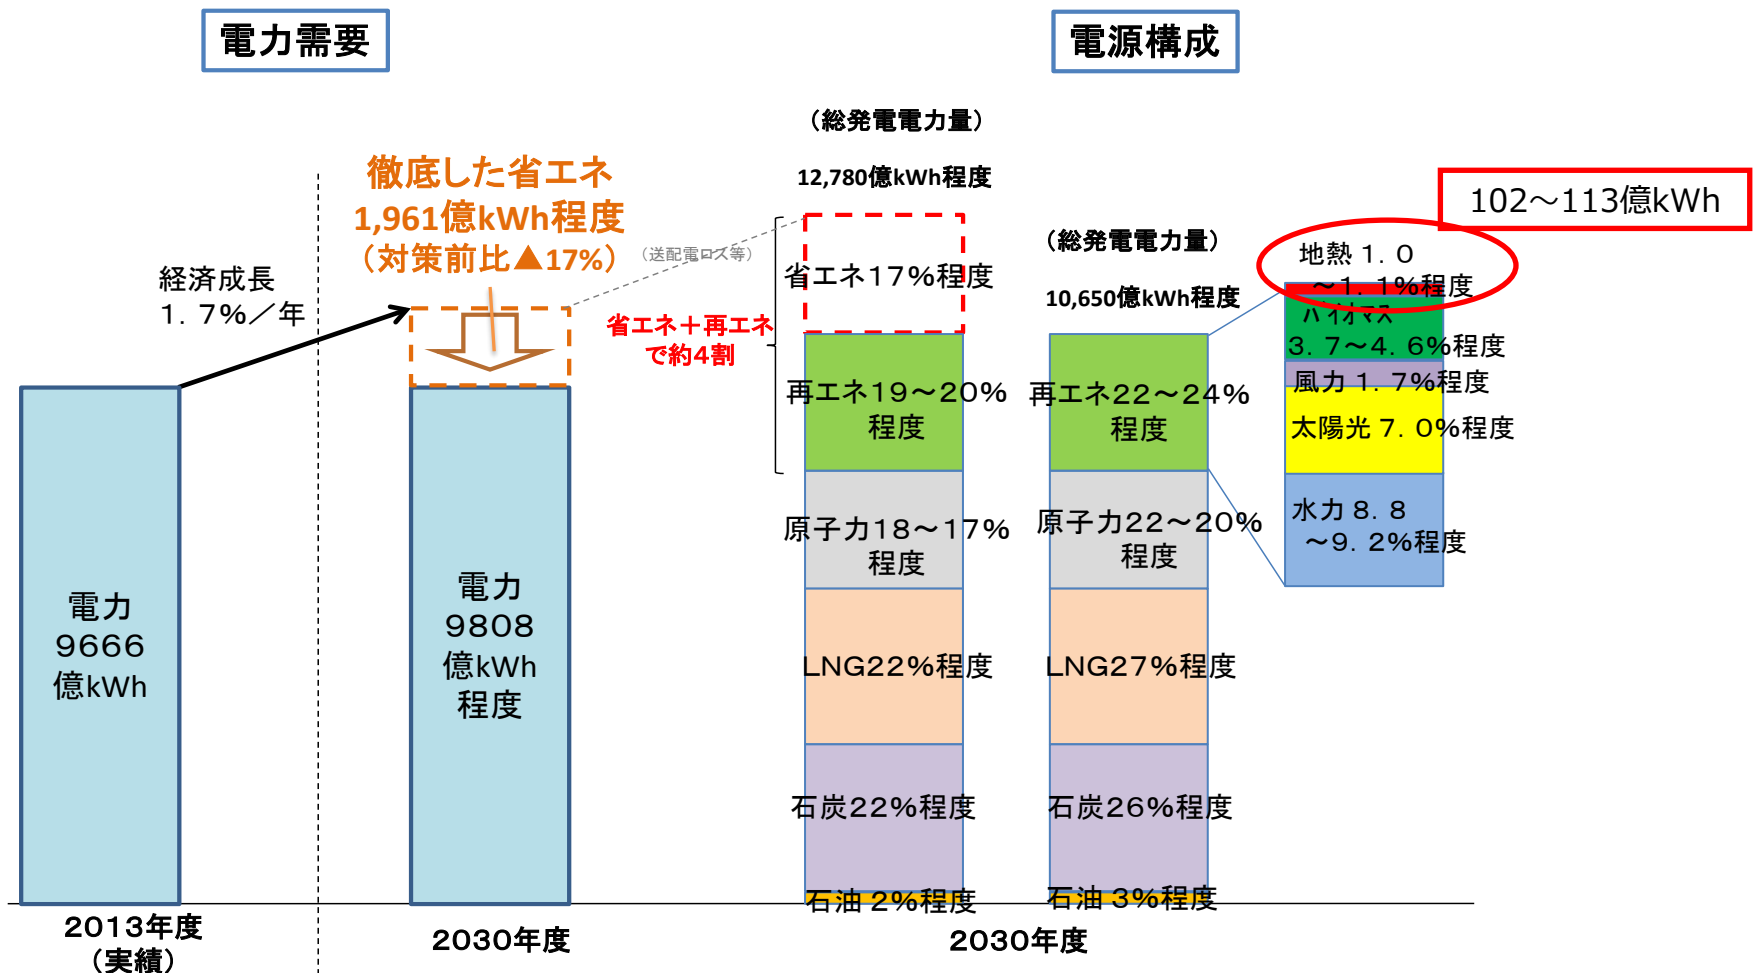 電力需要
電源構成
（総発電電力量）
12,780億kWh程度
徹底した省エネ
1,961億kWh程度
（対策前比▲17%）
（送配電ロス等）
経済成長
１．７％／年
102～113億kWh
（総発電電力量）
10,650億kWh程度
地熱 １．０
～１．１％程度
バイオマス
３．７～４．６％程度
風力 １．７％程度
太陽光 ７．０％程度
水力 ８．８
～９．２％程度
省エネ１７％程度
省エネ＋再エネ
で約４割
再エネ１９～２０％
程度
再エネ２２～２４％
程度
原子力１８～１７％
程度
原子力２２～２０％
程度
電力
９６６６
億kWh
電力
９８０８
億kWh
程度
LNG２２％程度
LNG２７％程度
石炭２２％程度
石炭２６％程度
石油 ２％程度
石油 ３％程度
２０１３年度
（実績）
２０３０年度
２０３０年度